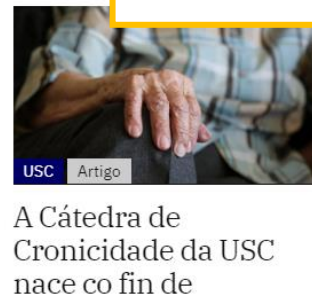 USC Artigo
A Cátedra de
Cronicidade da USC
nace co fin de